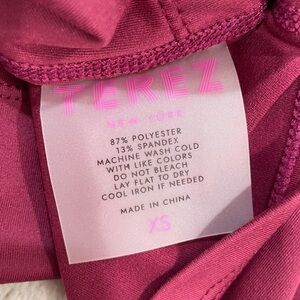 TEREZ
NEW YORK
87% POLYESTER
13% SPANDEX
MACHINE WASH COLD
WITH LIKE COLORS
DO NOT BLEACH
LAY FLAT TO DRY
COOL IRON IF NEEDED
MADE IN CHINA
XS